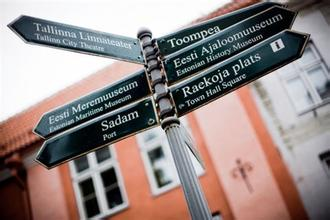 Tallinna Linnateater
Tallinn City Theatre
Toompea
Eesti Ajaloomuuseum
Estonian History Museum
Eesti Meremuuseum
Estonian Maritime Museum
Raekoja plats
Town Hall Square
i
Sadam
Port